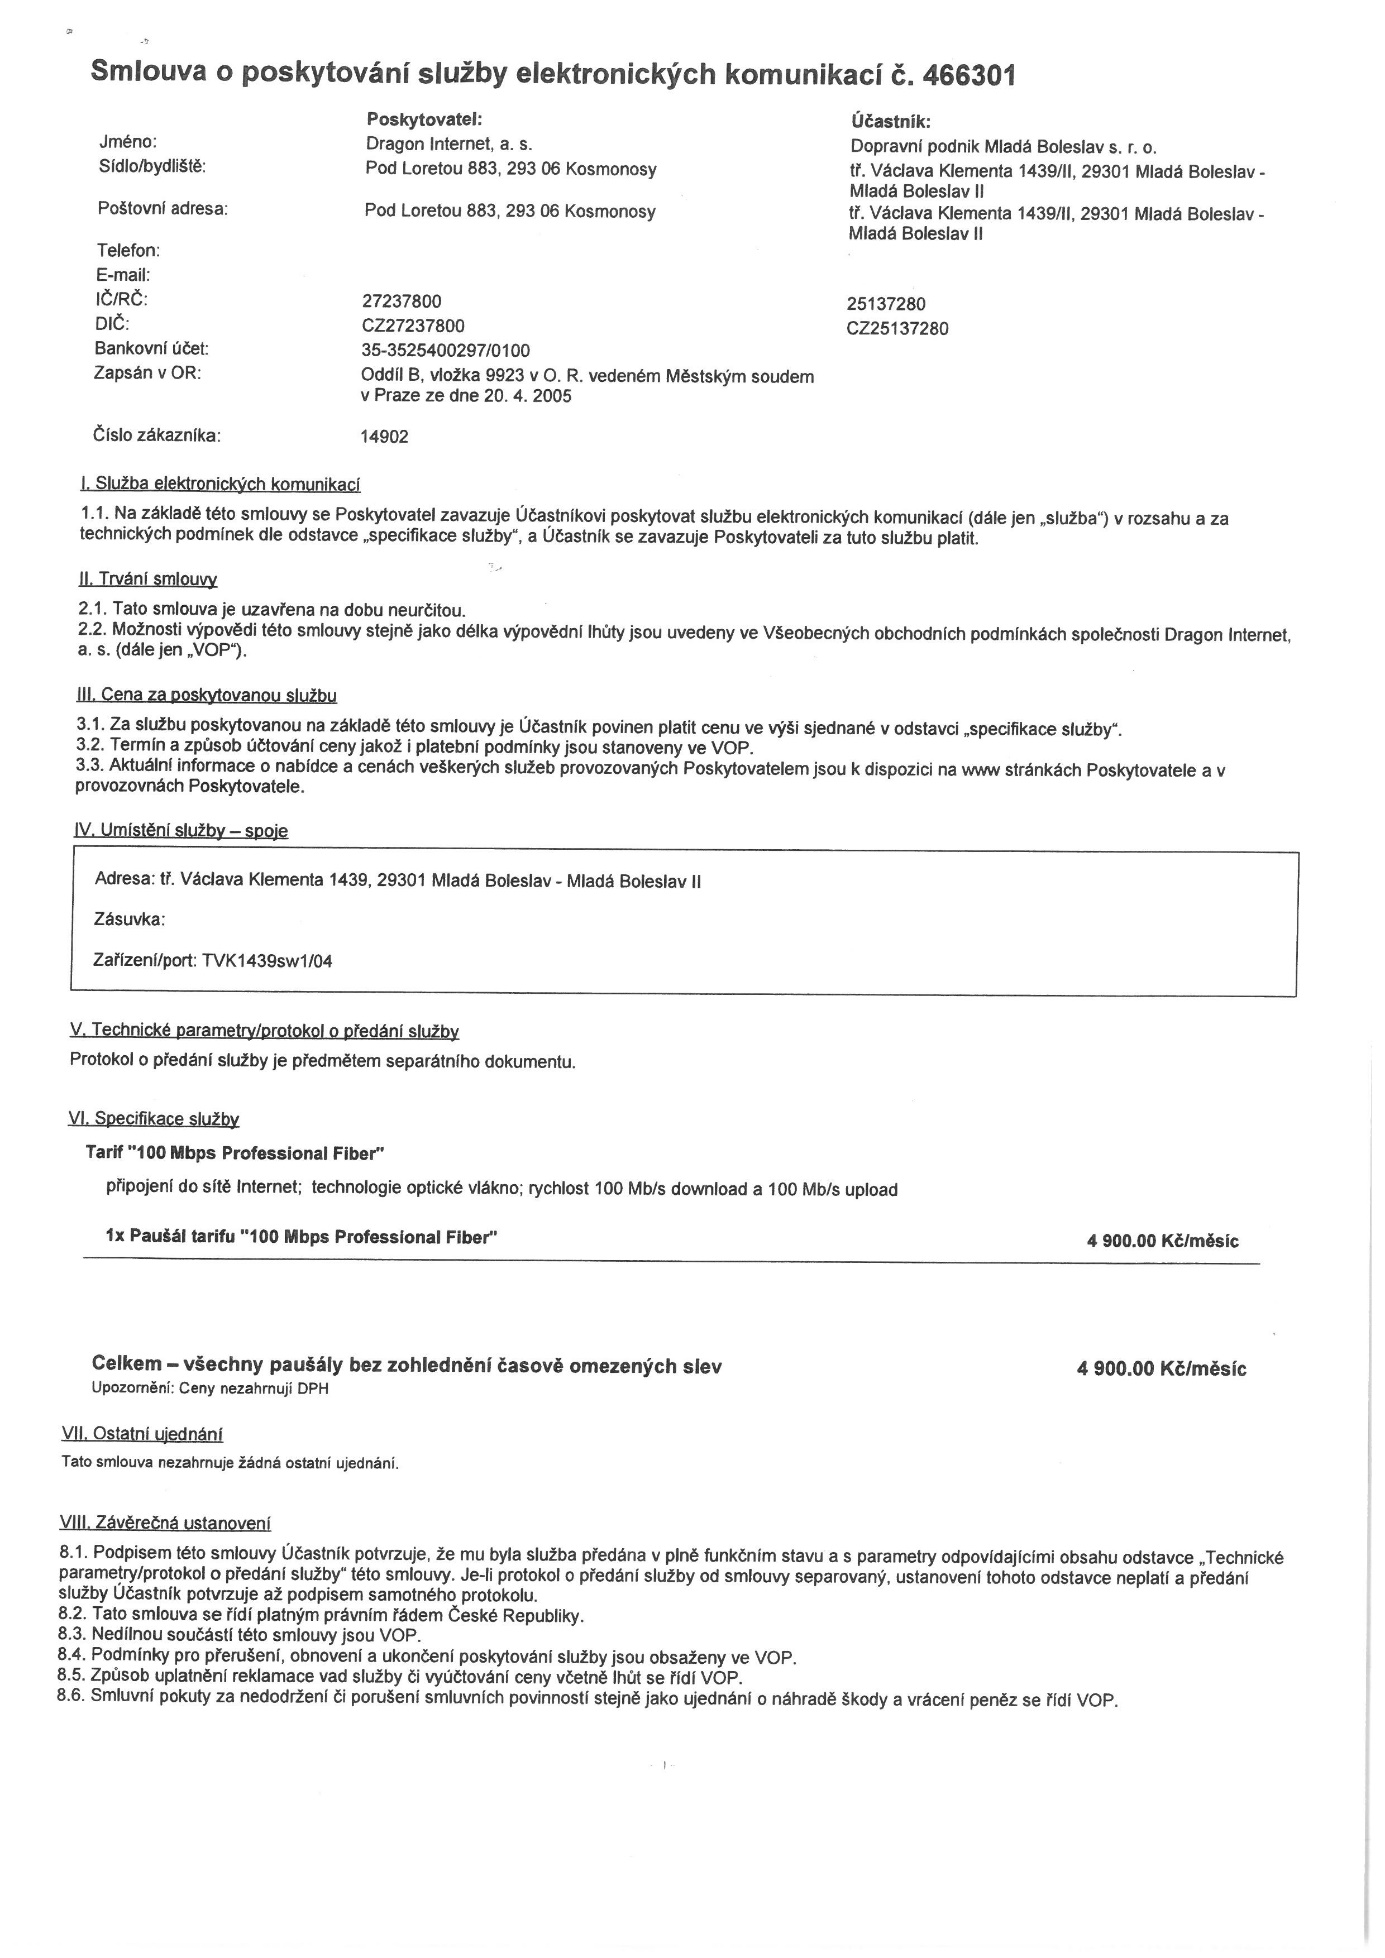 Smlouva o poskytování služby elektronických komunikací č. 466301
Poskytovatel: Účastník:
Jméno: Dragon Internet, a. s. Dopravní podnik Mladá Boleslav s. r. o.
Sídlo/bydliště: Pod Loretou 883, 293 06 Kosmonosy tř. Václava Klementa 1439/II, 29301 Mladá Boleslav -
Mladá Boleslav II
Poštovní adresa: Pod Loretou 883, 293 06 Kosmonosy tř. Václava Klementa 1439/II, 29301 Mladá Boleslav -
Mladá Boleslav II
Telefon:
E-mail:
IČ/RČ: 27237800 25137280
DIČ: CZ27237800 CZ25137280
Bankovní účet: 35-3525400297/0100
Zapsán v OR: Oddíl B, vložka 9923 v O. R. vedeném Městským soudem
v Praze ze dne 20. 4. 2005
Číslo zákazníka: 14902
I. Služba elektronických komunikací
1.1. Na základě této smlouvy se Poskytovatel zavazuje Účastníkovi poskytovat službu elektronických komunikací (dále jen „služba“) v rozsahu a za
technických podmínek dle odstavce „specifikace služby“, a Účastník se zavazuje Poskytovateli za tuto službu platit.
II. Trvání smlouvy
2.1. Tato smlouva je uzavřena na dobu neurčitou.
2.2. Možnosti výpovědi této smlouvy stejně jako délka výpovědní lhůty jsou uvedeny ve Všeobecných obchodních podmínkách společnosti Dragon Internet,
a. s. (dále jen „VOP“).
III. Cena za poskytovanou službu
3.1. Za službu poskytovanou na základě této smlouvy je Účastník povinen platit cenu ve výši sjednané v odstavci „specifikace služby“.
3.2. Termín a způsob účtování ceny jakož i platební podmínky jsou stanoveny ve VOP.
3.3. Aktuální informace o nabídce a cenách veškerých služeb provozovaných Poskytovatelem jsou k dispozici na www stránkách Poskytovatele a v
provozovnách Poskytovatele.
IV. Umístění služby – spoje
Adresa: tř. Václava Klementa 1439, 29301 Mladá Boleslav - Mladá Boleslav II
Zásuvka:
Zařízení/port: TVK1439sw1/04
V. Technické parametry/protokol o předání služby
Protokol o předání služby je předmětem separátního dokumentu.
VI. Specifikace služby
Tarif "100 Mbps Professional Fiber"
připojení do sítě Internet; technologie optické vlákno; rychlost 100 Mb/s download a 100 Mb/s upload
1x Paušál tarifu "100 Mbps Professional Fiber" 4 900.00 Kč/měsíc
Celkem – všechny paušály bez zohlednění časově omezených slev 4 900.00 Kč/měsíc
Upozornění: Ceny nezahrnují DPH
VII. Ostatní ujednání
Tato smlouva nezahrnuje žádná ostatní ujednání.
VIII. Závěrečná ustanovení
8.1. Podpisem této smlouvy Účastník potvrzuje, že mu byla služba předána v plně funkčním stavu a s parametry odpovídajícími obsahu odstavce „Technické
parametry/protokol o předání služby“ této smlouvy. Je-li protokol o předání služby od smlouvy separovaný, ustanovení tohoto odstavce neplatí a předání
služby Účastník potvrzuje až podpisem samotného protokolu.
8.2. Tato smlouva se řídí platným právním řádem České Republiky.
8.3. Nedílnou součástí této smlouvy jsou VOP.
8.4. Podmínky pro přerušení, obnovení a ukončení poskytování služby jsou obsaženy ve VOP.
8.5. Způsob uplatnění reklamace vad služby či vyúčtování ceny včetně lhůt se řídí VOP.
8.6. Smluvní pokuty za nedodržení či porušení smluvních povinností stejně jako ujednání o náhradě škody a vrácení peněz se řídí VOP.